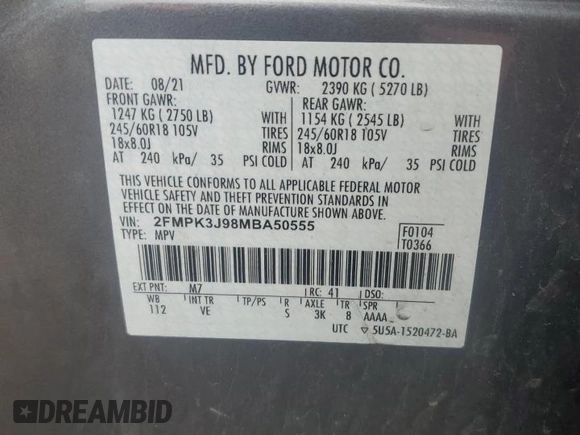 MFD. BY FORD MOTOR CO.
DATE: 08/21 GVWR: 2390 KG ( 5270 LB)
FRONT GAWR: REAR GAWR:
1247 KG ( 2750 LB) WITH 1154 KG ( 2545 LB) WITH
245/60R18 105V TIRES 245/60R18 105V TIRES
18x8.0J RIMS 18x8.0J RIMS
AT 240 kPa/ 35 PSI COLD AT 240 kPa/ 35 PSI COLD
THIS VEHICLE CONFORMS TO ALL APPLICABLE FEDERAL MOTOR
VEHICLE SAFETY AND THEFT PREVENTION STANDARDS IN
EFFECT ON THE DATE OF MANUFACTURE SHOWN ABOVE.
VIN: 2FMPK3J98MBA50555 F0104
TYPE: MPV T0366
EXT PNT: M7 RC: 41 DSO:
WB INT TR TP/PS R AXLE TR SPR
112 VE S 3K 8 AAAA
UTC ▽ 5U5A-1520472-BA
DREAMBID